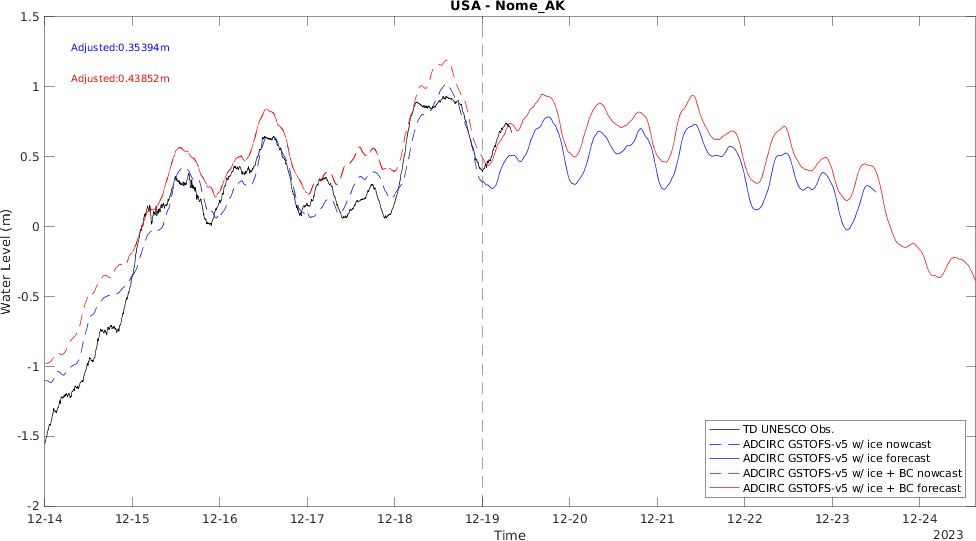 USA - Nome_AK
Adjusted:0.35394m
Adjusted:0.43852m
Water Level (m)
1.5
1
0.5
0
-0.5
-1
-1.5
-2
TD UNESCO Obs.
ADCIRC GSTOFS-v5 w/ ice nowcast
ADCIRC GSTOFS-v5 w/ ice forecast
ADCIRC GSTOFS-v5 w/ ice + BC nowcast
ADCIRC GSTOFS-v5 w/ ice + BC forecast
12-14 12-15 12-16 12-17 12-18 12-19 12-20 12-21 12-22 12-23 12-24
Time
2023